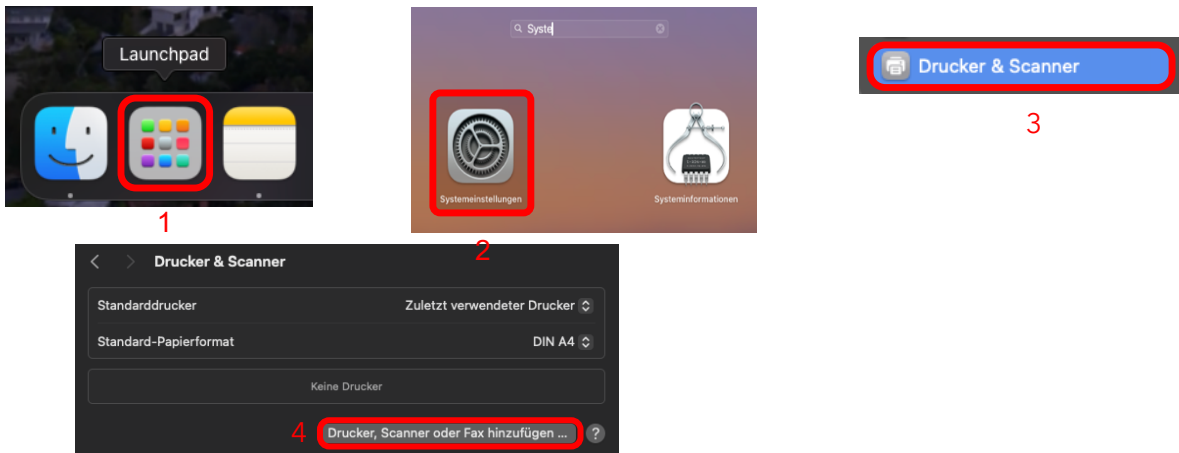 Launchpad
1
Syste
Systemeinstellungen
Systeminformationen
2
Drucker & Scanner
3
Drucker & Scanner
Standarddrucker
Zuletzt verwendeter Drucker
Standard-Papierformat
DIN A4
Keine Drucker
4
Drucker, Scanner oder Fax hinzufügen ...
?